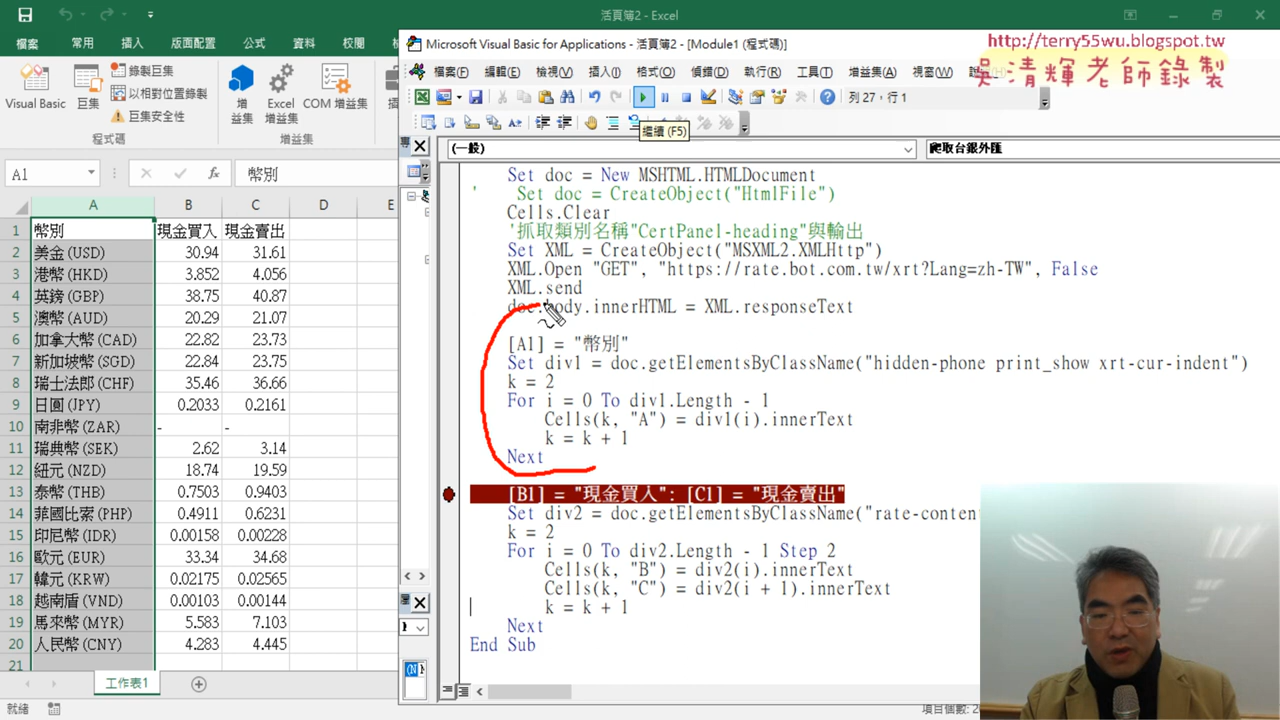 活頁簿2 - Excel
檔案 常用 插入 版面配置 公式 資料 校閱
Visual Basic
巨集
錄製巨集
以相對位置錄製
巨集安全性
程式碼
增益集
Excel 增益集
COM 增益集
增益集
A1
幣別
A B C D E
1 幣別 現金買入 現金賣出
2 美金 (USD) 30.94 31.61
3 港幣 (HKD) 3.852 4.056
4 英鎊 (GBP) 38.75 40.87
5 澳幣 (AUD) 20.29 21.07
6 加拿大幣 (CAD) 22.82 23.73
7 新加坡幣 (SGD) 22.84 23.75
8 瑞士法郎 (CHF) 35.46 36.66
9 日圓 (JPY) 0.2033 0.2161
10 南非幣 (ZAR) - -
11 瑞典幣 (SEK) 2.62 3.14
12 紐元 (NZD) 18.74 19.59
13 泰幣 (THB) 0.7503 0.9403
14 菲國比索 (PHP) 0.4911 0.6231
15 印尼幣 (IDR) 0.00158 0.00228
16 歐元 (EUR) 33.34 34.68
17 韓元 (KRW) 0.02175 0.02565
18 越南盾 (VND) 0.00103 0.00144
19 馬來幣 (MYR) 5.583 7.103
20 人民幣 (CNY) 4.283 4.445
21
工作表1
就緒
Microsoft Visual Basic for Applications - 活頁簿2 - [Module1 (程式碼)]
http://terry55wu.blogspot.tw
吳清輝老師錄製
檔案(F) 編輯(E) 檢視(V) 插入(I) 格式(O) 偵錯(D) 執行(R) 工具(T) 增益集(A) 視窗(W)
列 27，行 1
繼續 (F5)
(一般)
爬取台銀外匯
Set doc = New MSHTML.HTMLDocument
'    Set doc = CreateObject("HtmlFile")
Cells.Clear
'抓取類別名稱"CertPanel-heading"與輸出
Set XML = CreateObject("MSXML2.XMLHttp")
XML.Open "GET", "https://rate.bot.com.tw/xrt?Lang=zh-TW", False
XML.send
doc.body.innerHTML = XML.responseText
[A1] = "幣別"
Set div1 = doc.getElementsByClassName("hidden-phone print_show xrt-cur-indent")
k = 2
For i = 0 To div1.Length - 1
Cells(k, "A") = div1(i).innerText
k = k + 1
Next
[B1] = "現金買入": [C1] = "現金賣出"
Set div2 = doc.getElementsByClassName("rate-conten
k = 2
For i = 0 To div2.Length - 1 Step 2
Cells(k, "B") = div2(i).innerText
Cells(k, "C") = div2(i + 1).innerText
k = k + 1
Next
End Sub
項目個數: 2